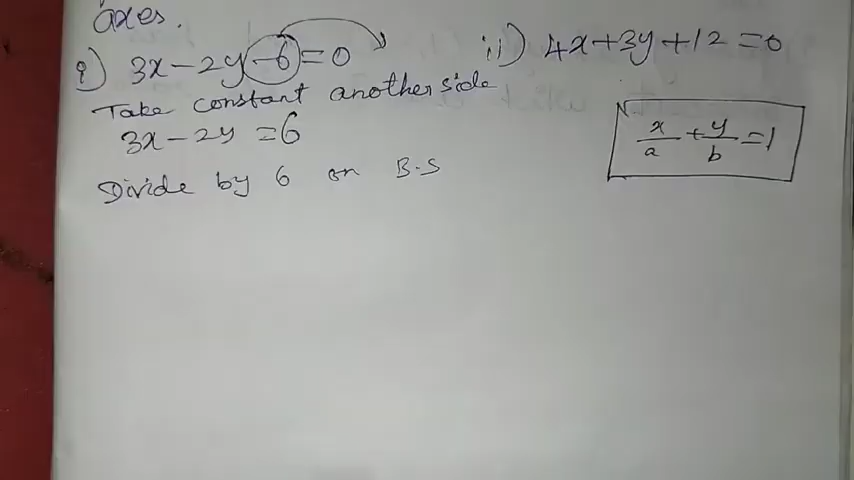 axes.
i) 3x - 2y - 6 = 0
ii) 4x + 3y + 12 = 0
Take constant another side
3x - 2y = 6
x/a + y/b = 1
Divide by 6 on B.S